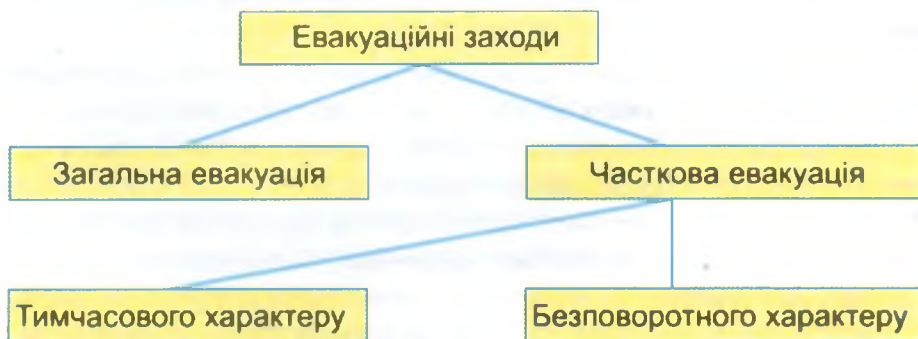 Евакуаційні заходи
Загальна евакуація
Часткова евакуація
Тимчасового характеру
Безповоротного характеру